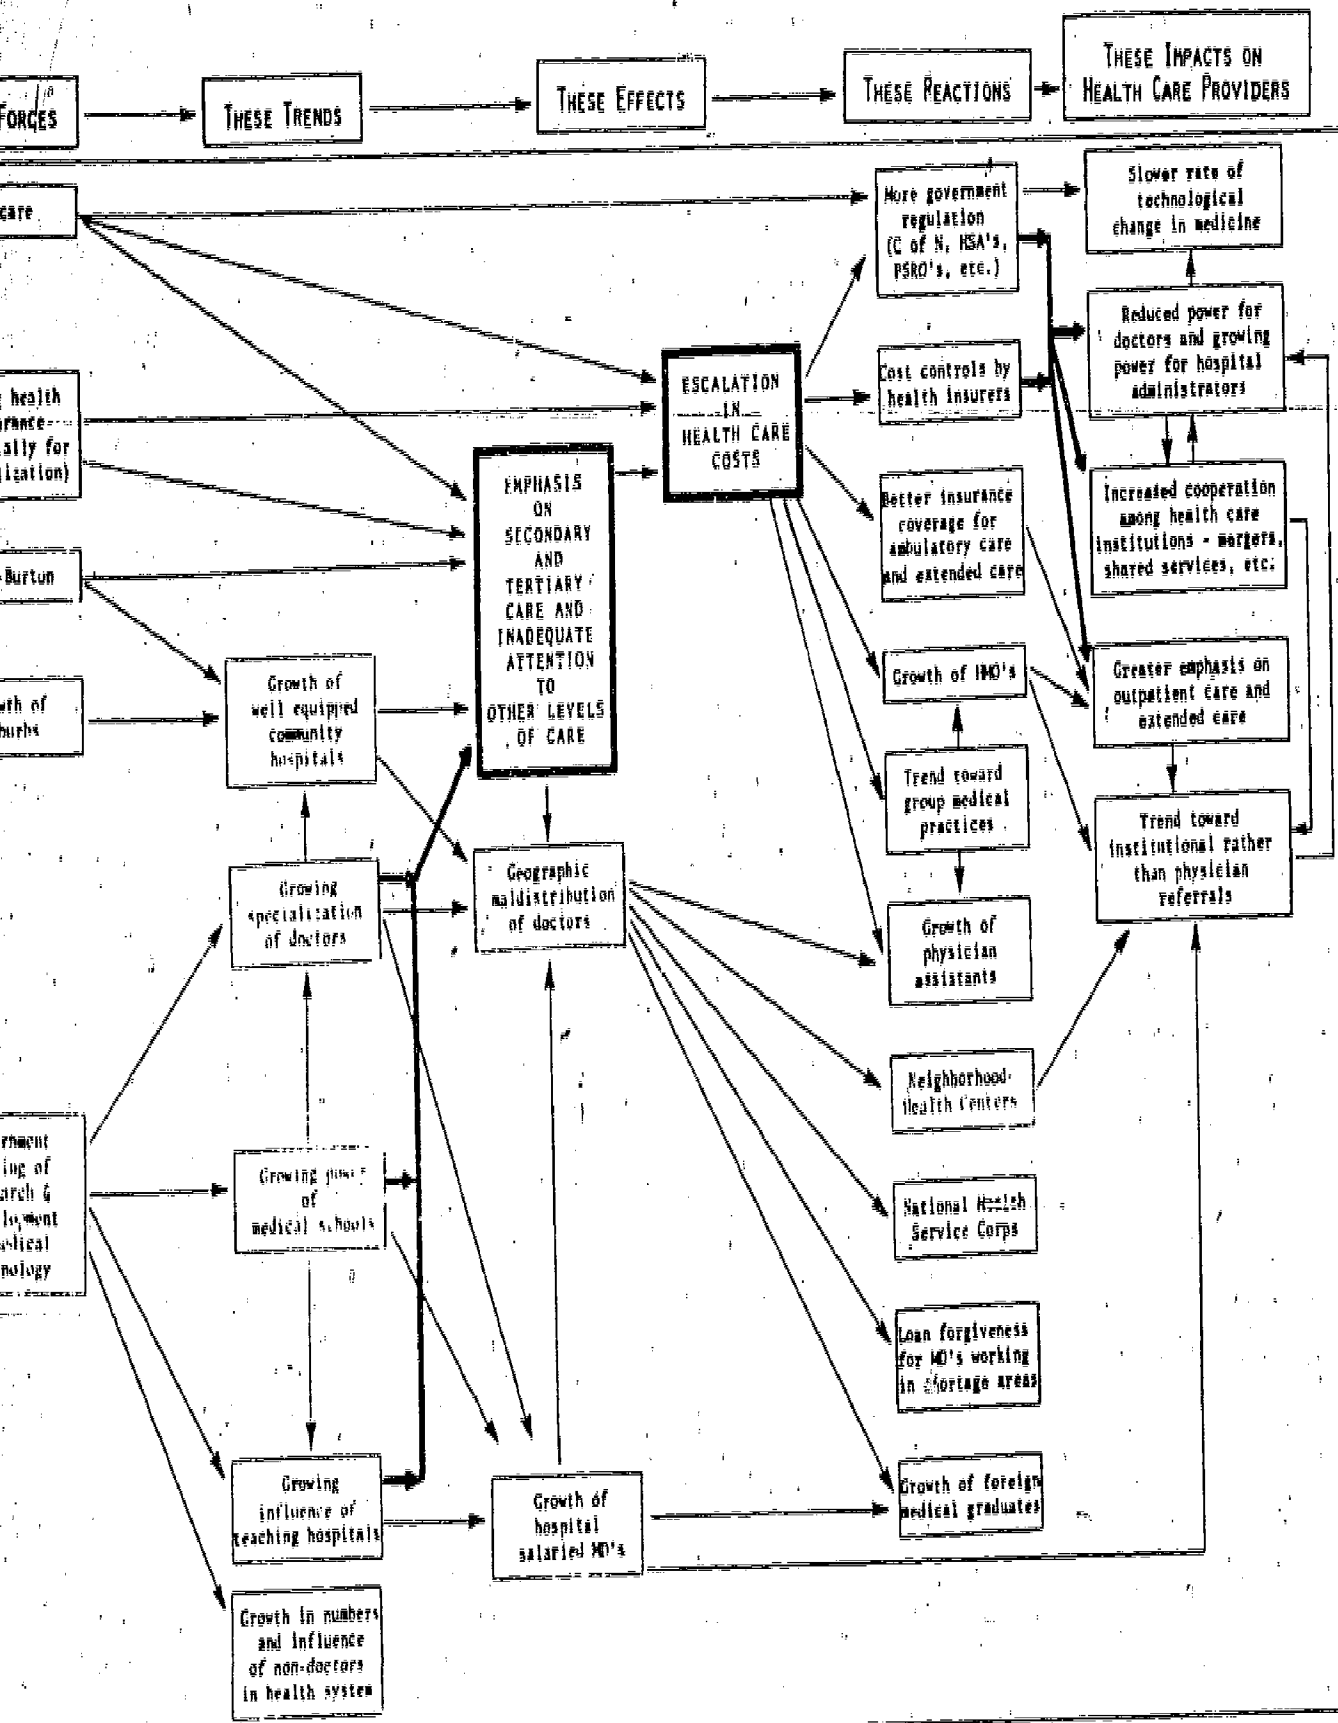 FORCES
THESE TRENDS
THESE EFFECTS
THESE REACTIONS
THESE IMPACTS ON
HEALTH CARE PROVIDERS
care
health
urance
ally for
lization)
Burton
wth of
burbs
rnment
ing of
arch &
lopment
edical
nology
Growth of
well equipped
community
hospitals
Growing
specialization
of doctors
Growing power
of
medical schools
Growing
influence of
teaching hospitals
Growth in numbers
and influence
of non-doctors
in health system
EMPHASIS
ON
SECONDARY
AND
TERTIARY
CARE AND
INADEQUATE
ATTENTION
TO
OTHER LEVELS
OF CARE
Geographic
maldistribution
of doctors
Growth of
hospital
salaried MD's
ESCALATION
IN
HEALTH CARE
COSTS
More government
regulation
(C of N, HSA's,
PSRO's, etc.)
Cost controls by
health insurers
Better insurance
coverage for
ambulatory care
and extended care
Growth of HMO's
Trend toward
group medical
practices
Growth of
physician
assistants
Neighborhood
Health Centers
National Health
Service Corps
Loan forgiveness
for MD's working
in shortage areas
Growth of foreign
medical graduates
Slower rate of
technological
change in medicine
Reduced power for
doctors and growing
power for hospital
administrators
Increased cooperation
among health care
institutions - mergers,
shared services, etc.
Greater emphasis on
outpatient care and
extended care
Trend toward
institutional rather
than physician
referrals